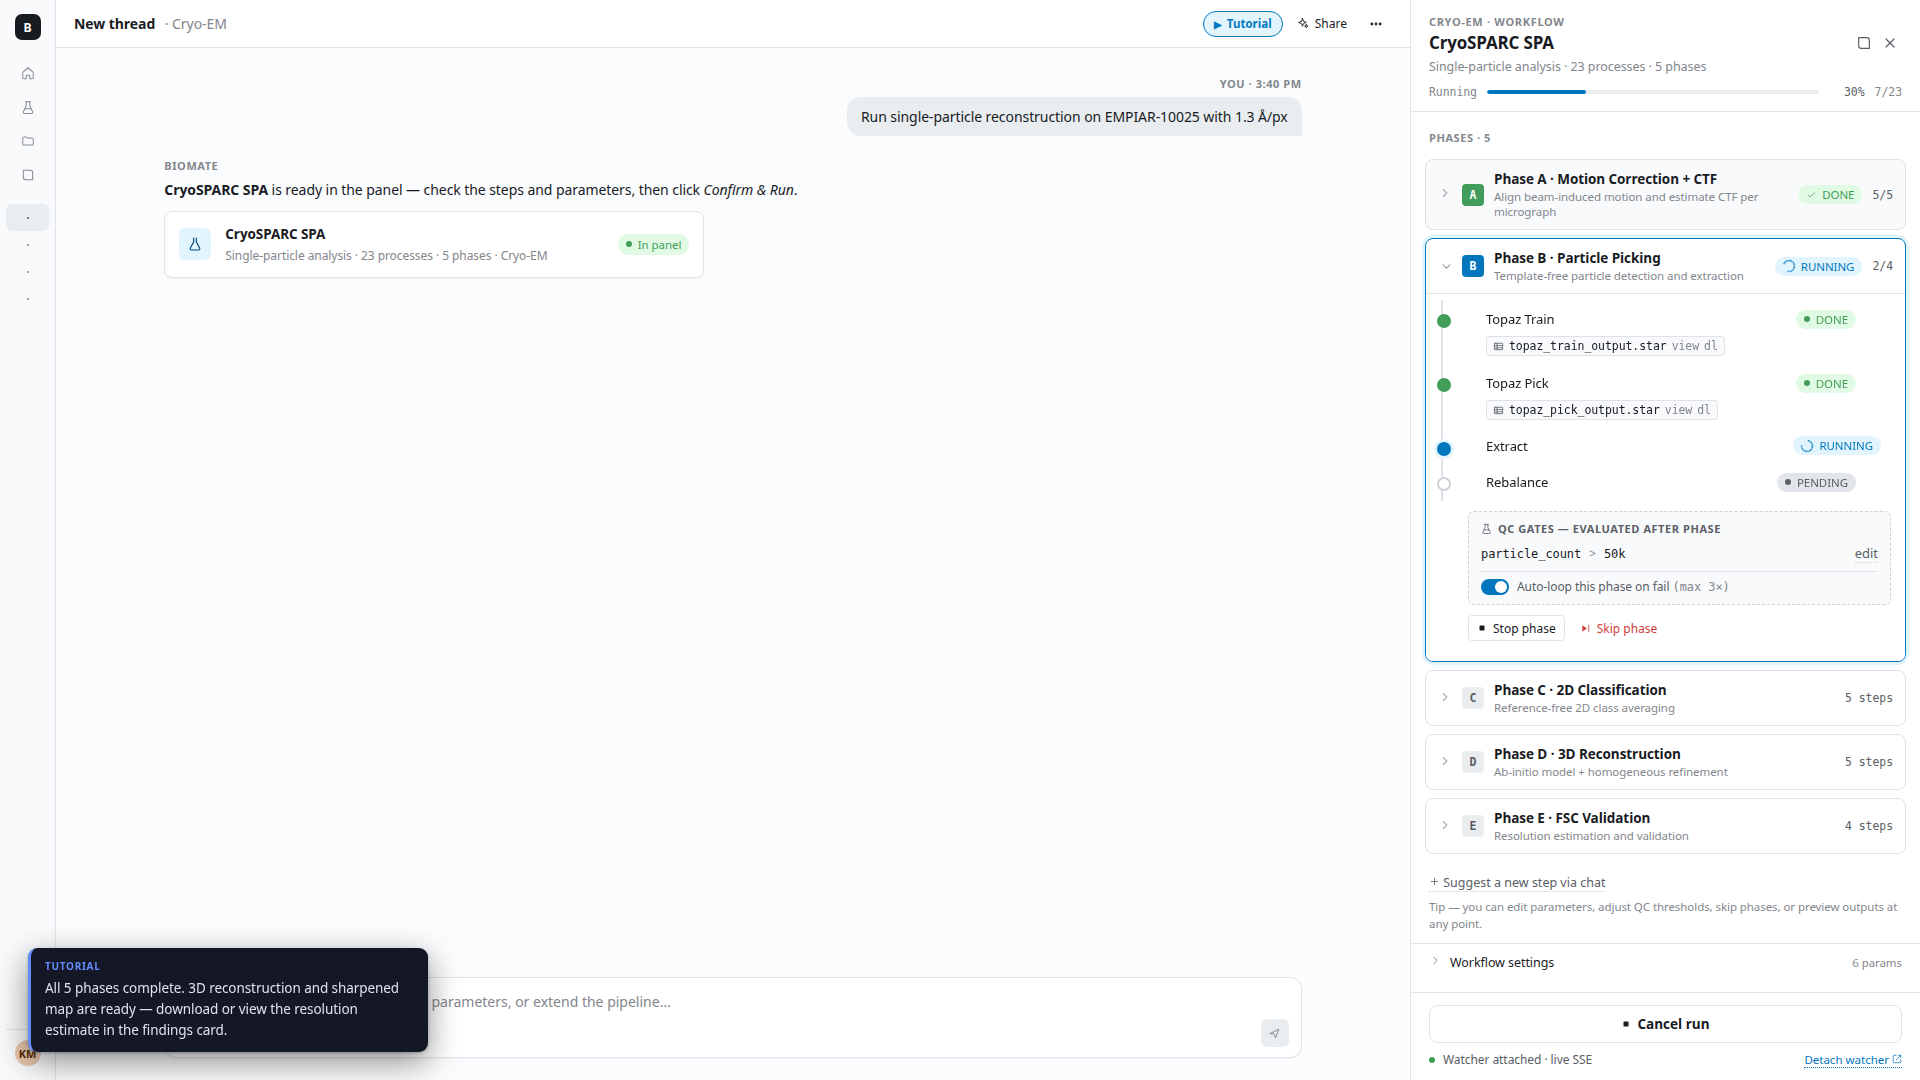 B
New thread · Cryo-EM
▶ Tutorial
Share
YOU · 3:40 PM
Run single-particle reconstruction on EMPIAR-10025 with 1.3 Å/px
BIOMATE
CryoSPARC SPA is ready in the panel — check the steps and parameters, then click Confirm & Run.
CryoSPARC SPA
Single-particle analysis · 23 processes · 5 phases · Cryo-EM
In panel
TUTORIAL
All 5 phases complete. 3D reconstruction and sharpened
map are ready — download or view the resolution
estimate in the findings card.
parameters, or extend the pipeline...
KM
CRYO-EM · WORKFLOW
CryoSPARC SPA
Single-particle analysis · 23 processes · 5 phases
Running 30% 7/23
PHASES · 5
A
Phase A · Motion Correction + CTF
Align beam-induced motion and estimate CTF per
micrograph
DONE 5/5
B
Phase B · Particle Picking
Template-free particle detection and extraction
RUNNING 2/4
Topaz Train
DONE
topaz_train_output.star view dl
Topaz Pick
DONE
topaz_pick_output.star view dl
Extract
RUNNING
Rebalance
PENDING
QC GATES — EVALUATED AFTER PHASE
particle_count > 50k edit
Auto-loop this phase on fail (max 3×)
Stop phase
Skip phase
C
Phase C · 2D Classification
Reference-free 2D class averaging
5 steps
D
Phase D · 3D Reconstruction
Ab-initio model + homogeneous refinement
5 steps
E
Phase E · FSC Validation
Resolution estimation and validation
4 steps
+ Suggest a new step via chat
Tip — you can edit parameters, adjust QC thresholds, skip phases, or preview outputs at
any point.
Workflow settings
6 params
Cancel run
Watcher attached · live SSE
Detach watcher